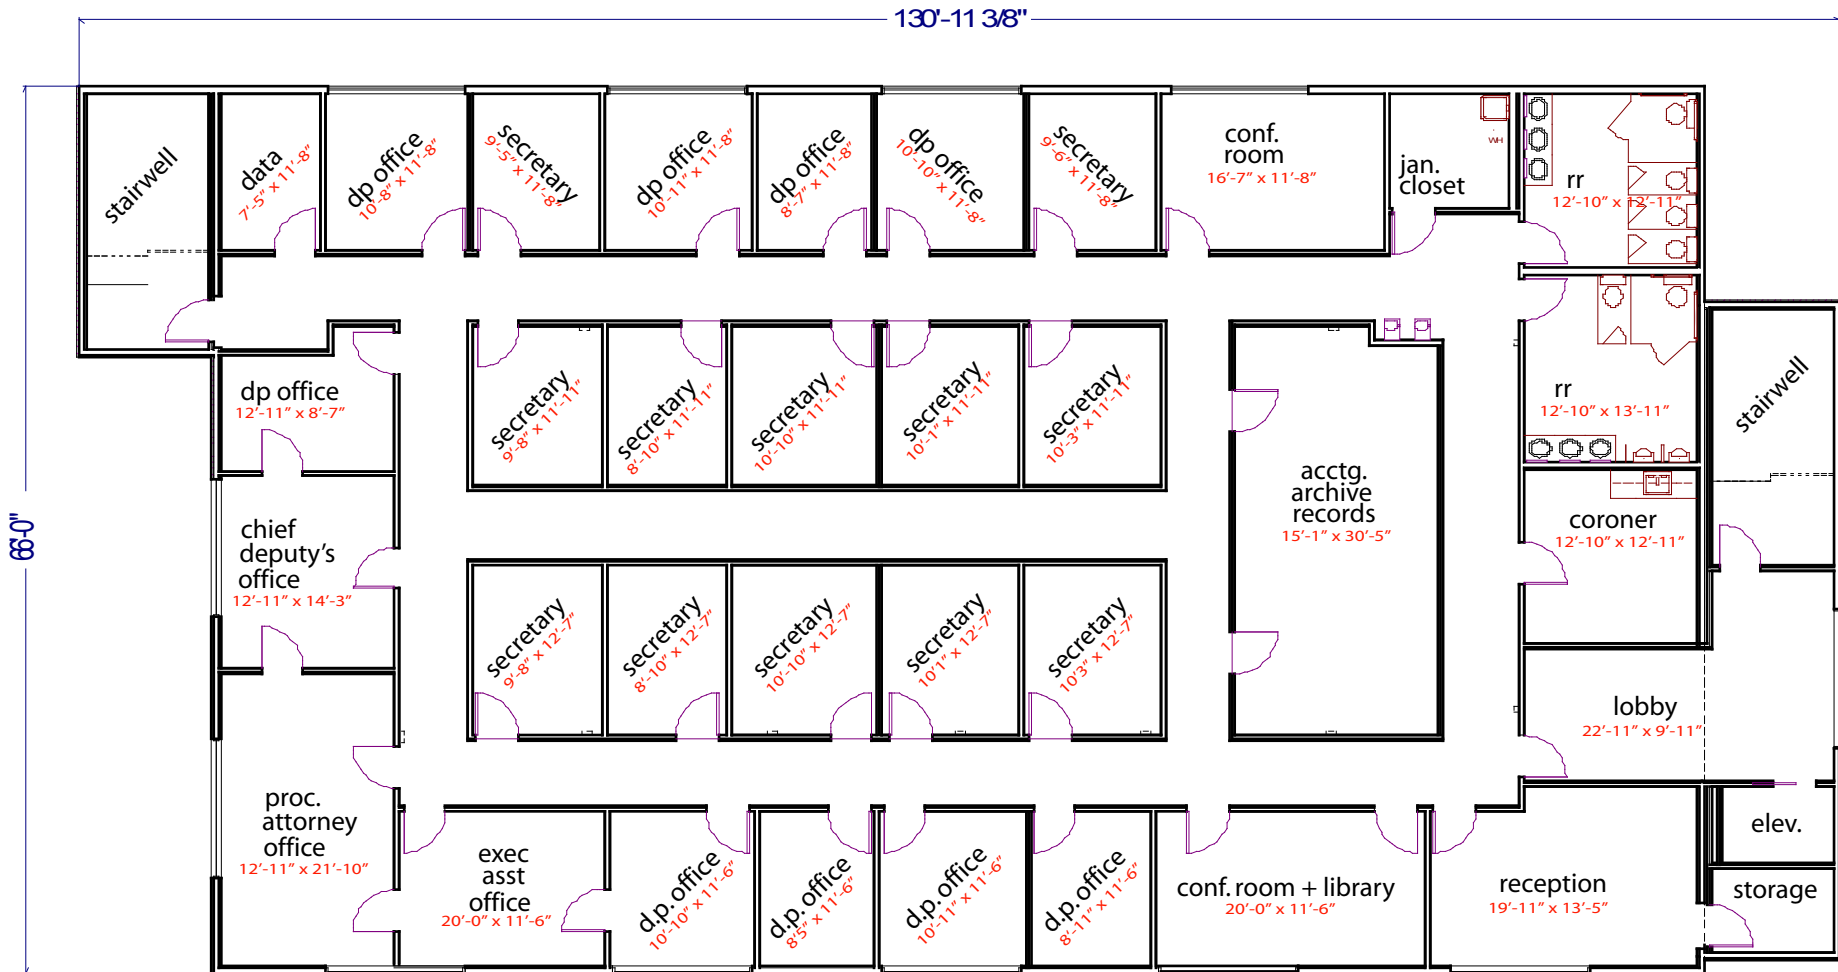 130'-11 3/8"
66'-0"
stairwell
data
7'-5" x 11'-8"
dp office
10'-8" x 11'-8"
secretary
9'-5" x 11'-8"
dp office
10'-11" x 11'-8"
dp office
8'-7" x 11'-8"
dp office
10'-10" x 11'-8"
secretary
9'-6" x 11'-8"
conf.
room
16'-7" x 11'-8"
jan.
closet
WH
rr
12'-10" x 12'-11"
dp office
12'-11" x 8'-7"
secretary
9'-8" x 11'-11"
secretary
8'-10" x 11'-11"
secretary
10'-10" x 11'-11"
secretary
10'-1" x 11'-11"
secretary
10'-3" x 11'-11"
rr
12'-10" x 13'-11"
stairwell
acctg.
archive
records
15'-1" x 30'-5"
chief
deputy's
office
12'-11" x 14'-3"
coroner
12'-10" x 12'-11"
secretary
9'-8" x 12'-7"
secretary
8'-10" x 12'-7"
secretary
10'-10" x 12'-7"
secretary
10'1" x 12'-7"
secretary
10'3" x 12'-7"
lobby
22'-11" x 9'-11"
proc.
attorney
office
12'-11" x 21'-10"
exec
asst
office
20'-0" x 11'-6"
d.p. office
10'-10" x 11'-6"
d.p. office
8'5" x 11'-6"
d.p. office
10'-11" x 11'-6"
d.p. office
8'-11" x 11'-6"
conf. room + library
20'-0" x 11'-6"
reception
19'-11" x 13'-5"
elev.
storage